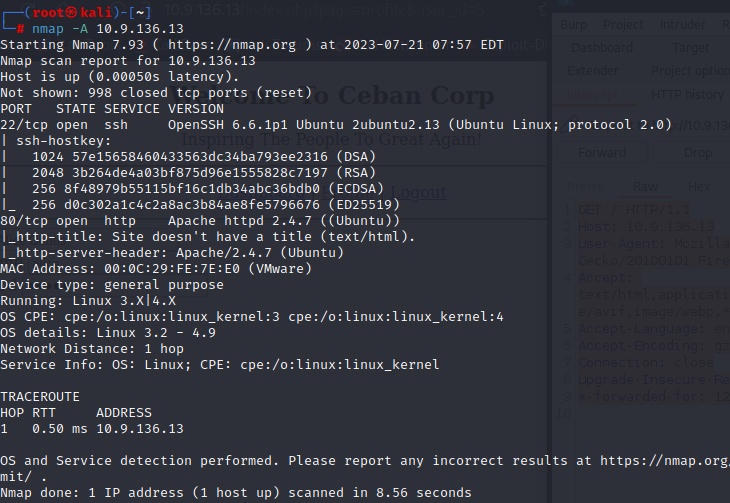 ┌──(root㉿kali)-[~]
└─# nmap -A 10.9.136.13
Starting Nmap 7.93 ( https://nmap.org ) at 2023-07-21 07:57 EDT
Nmap scan report for 10.9.136.13
Host is up (0.00050s latency).
Not shown: 998 closed tcp ports (reset)
PORT   STATE SERVICE VERSION
22/tcp open  ssh     OpenSSH 6.6.1p1 Ubuntu 2ubuntu2.13 (Ubuntu Linux; protocol 2.0)
| ssh-hostkey:
|   1024 57e15658460433563dc34ba793ee2316 (DSA)
|   2048 3b264de4a03bf875d96e1555828c7197 (RSA)
|   256 8f48979b55115bf16c1db34abc36bdb0 (ECDSA)
|_  256 d0c302a1c4c2a8ac3b84ae8fe5796676 (ED25519)
80/tcp open  http    Apache httpd 2.4.7 ((Ubuntu))
|_http-title: Site doesn't have a title (text/html).
|_http-server-header: Apache/2.4.7 (Ubuntu)
MAC Address: 00:0C:29:FE:7E:E0 (VMware)
Device type: general purpose
Running: Linux 3.X|4.X
OS CPE: cpe:/o:linux:linux_kernel:3 cpe:/o:linux:linux_kernel:4
OS details: Linux 3.2 - 4.9
Network Distance: 1 hop
Service Info: OS: Linux; CPE: cpe:/o:linux:linux_kernel
TRACEROUTE
HOP RTT     ADDRESS
1   0.50 ms 10.9.136.13
OS and Service detection performed. Please report any incorrect results at https://nmap.org/
mit/ .
Nmap done: 1 IP address (1 host up) scanned in 8.56 seconds
Welcome To Ceban Corp
Inspiring The People To Great Again!
Logout
Burp Project Intruder
Dashboard Target
Extender Project option
HTTP history
Forward Drop
Raw Hex
1 GET / HTTP/1.1
2 Host: 10.9.136.13
3 User-Agent: Mozilla
Gecko/20100101 Fire
4 Accept:
text/html,applicati
e/avif,image/webp,*
5 Accept-Language: en
6 Accept-Encoding: gz
7 Connection: close
8 Upgrade-Insecure-Re
9 x-forwarded-for: 12
10